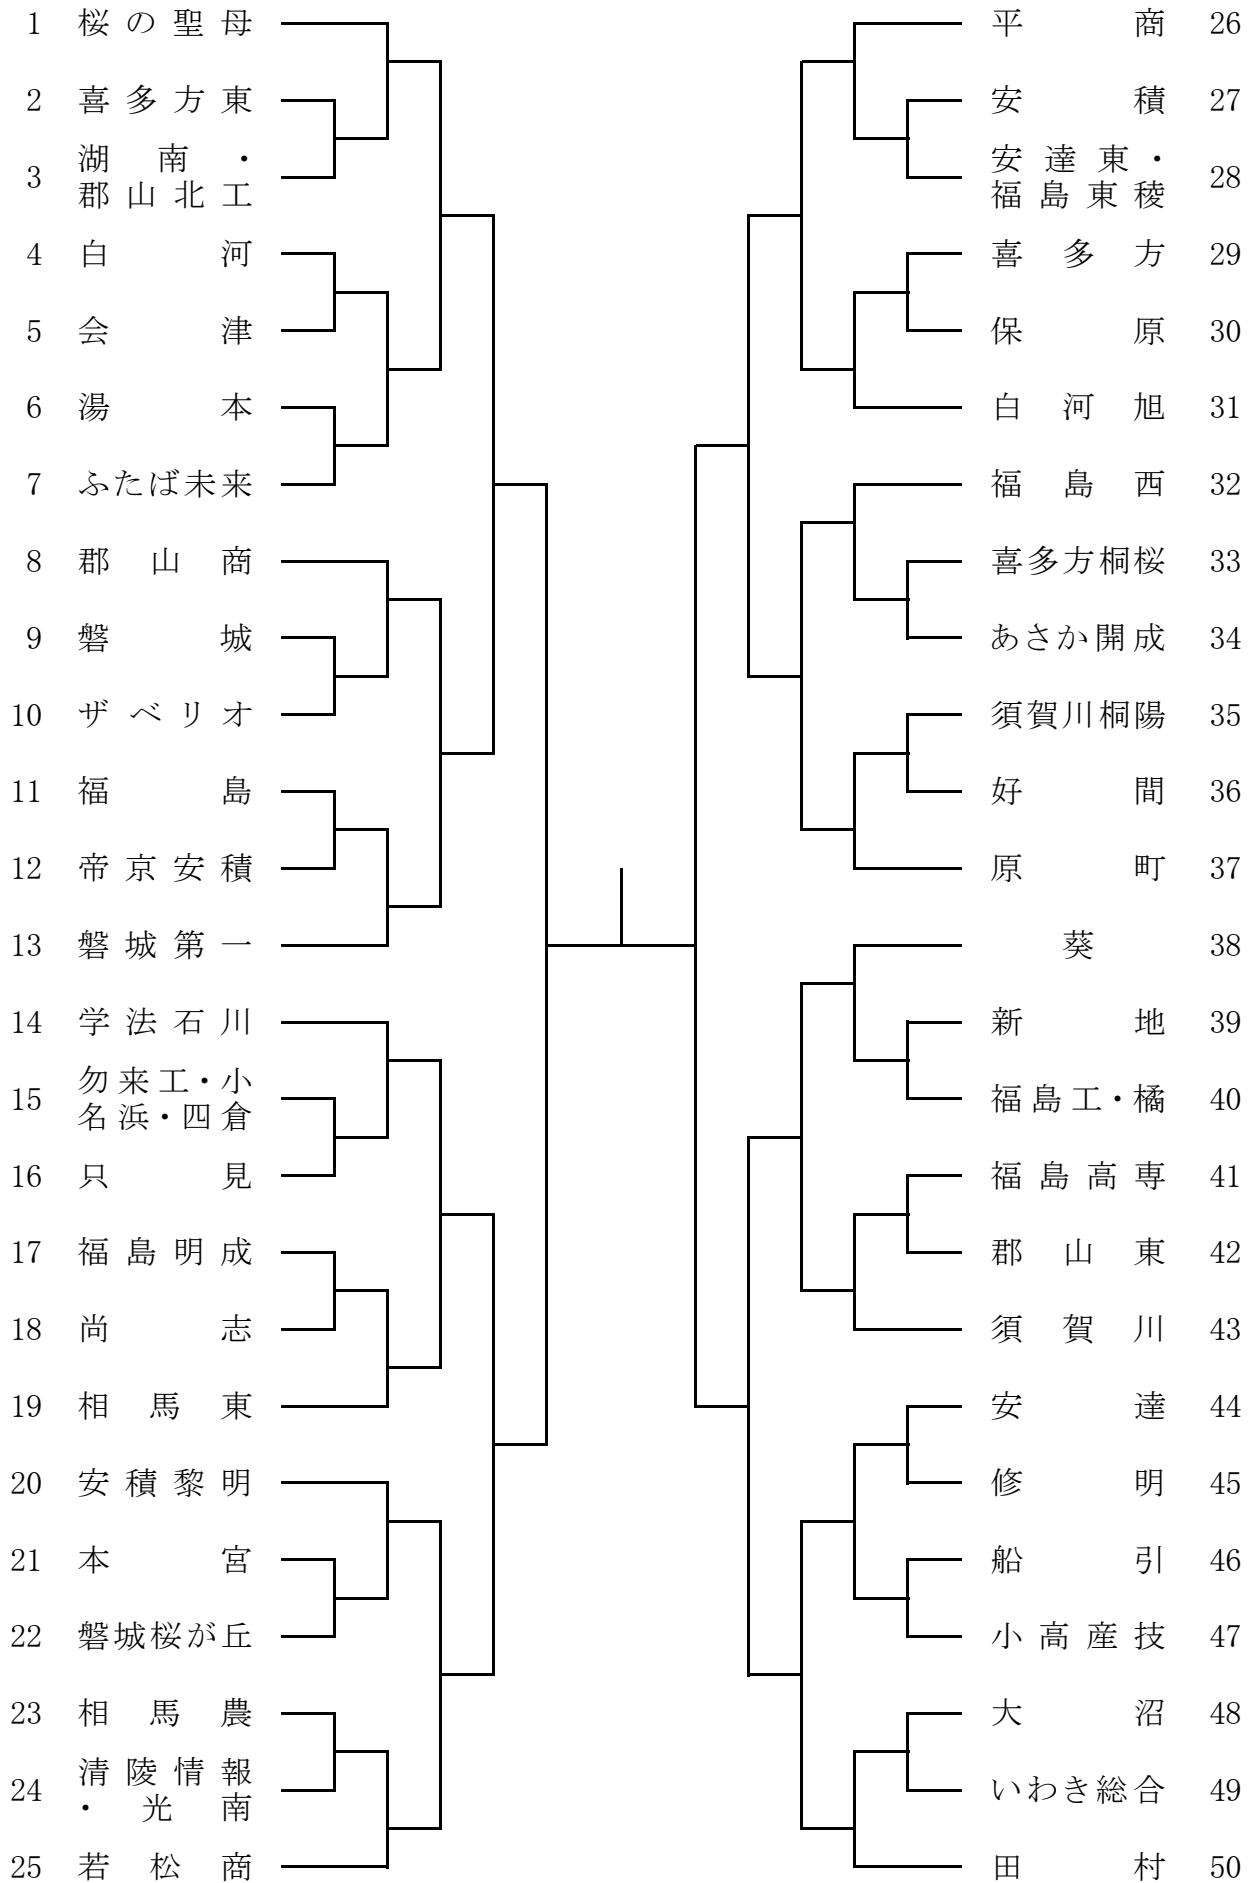 1 桜の聖母
2 喜多方東
3 湖南・
郡山北工
4 白河
5 会津
6 湯本
7 ふたば未来
8 郡山商
9 磐城
10 ザベリオ
11 福島
12 帝京安積
13 磐城第一
14 学法石川
15 勿来工・小
名浜・四倉
16 只見
17 福島明成
18 尚志
19 相馬東
20 安積黎明
21 本宮
22 磐城桜が丘
23 相馬農
24 清陵情報
・光南
25 若松商
平商 26
安積 27
安達東・
福島東稜 28
喜多方 29
保原 30
白河旭 31
福島西 32
喜多方桐桜 33
あさか開成 34
須賀川桐陽 35
好間 36
原町 37
葵 38
新地 39
福島工・橘 40
福島高専 41
郡山東 42
須賀川 43
安達 44
修明 45
船引 46
小高産技 47
大沼 48
いわき総合 49
田村 50